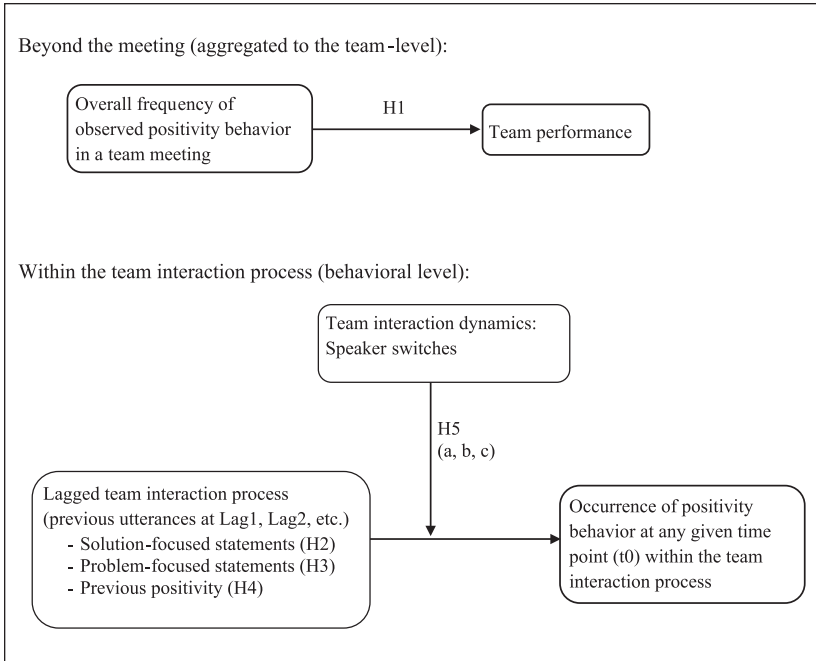 Beyond the meeting (aggregated to the team-level):
Overall frequency of
observed positivity behavior
in a team meeting
H1
Team performance
Within the team interaction process (behavioral level):
Team interaction dynamics:
Speaker switches
H5
(a, b, c)
Lagged team interaction process
(previous utterances at Lag1, Lag2, etc.)
- Solution-focused statements (H2)
- Problem-focused statements (H3)
- Previous positivity (H4)
Occurrence of positivity
behavior at any given time
point (t0) within the team
interaction process